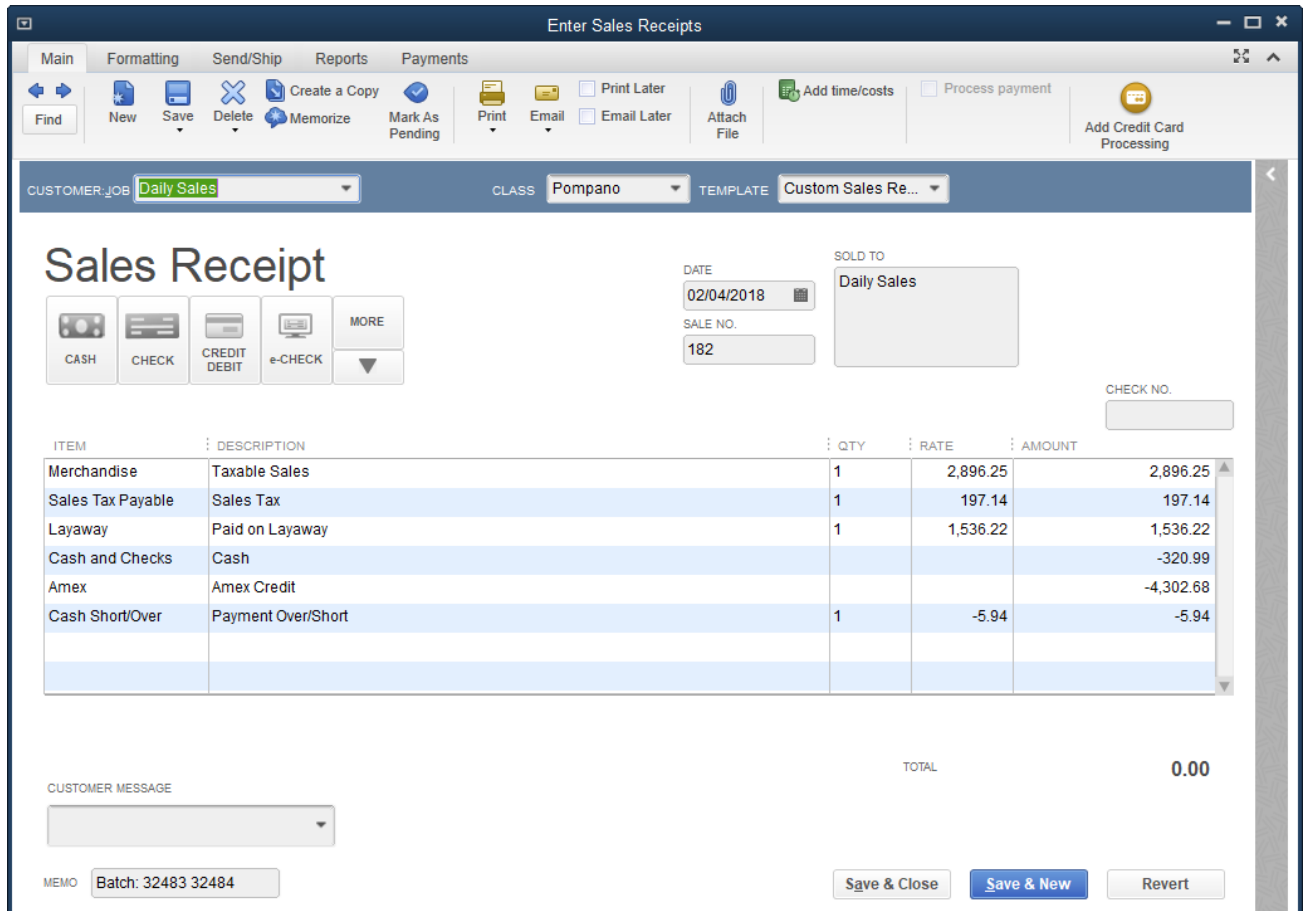 Enter Sales Receipts
Main Formatting Send/Ship Reports Payments
Find
New
Save
Delete
Create a Copy
Memorize
Mark As
Pending
Print
Email
Print Later
Email Later
Attach
File
Add time/costs
Process payment
Add Credit Card
Processing
CUSTOMER:JOB Daily Sales CLASS Pompano TEMPLATE Custom Sales Re...
Sales Receipt
CASH
CHECK
CREDIT
DEBIT
e-CHECK
MORE
DATE
02/04/2018
SALE NO.
182
SOLD TO
Daily Sales
CHECK NO.
ITEM DESCRIPTION QTY RATE AMOUNT
Merchandise Taxable Sales 1 2,896.25 2,896.25
Sales Tax Payable Sales Tax 1 197.14 197.14
Layaway Paid on Layaway 1 1,536.22 1,536.22
Cash and Checks Cash -320.99
Amex Amex Credit -4,302.68
Cash Short/Over Payment Over/Short 1 -5.94 -5.94
TOTAL 0.00
CUSTOMER MESSAGE
MEMO Batch: 32483 32484
Save & Close Save & New Revert